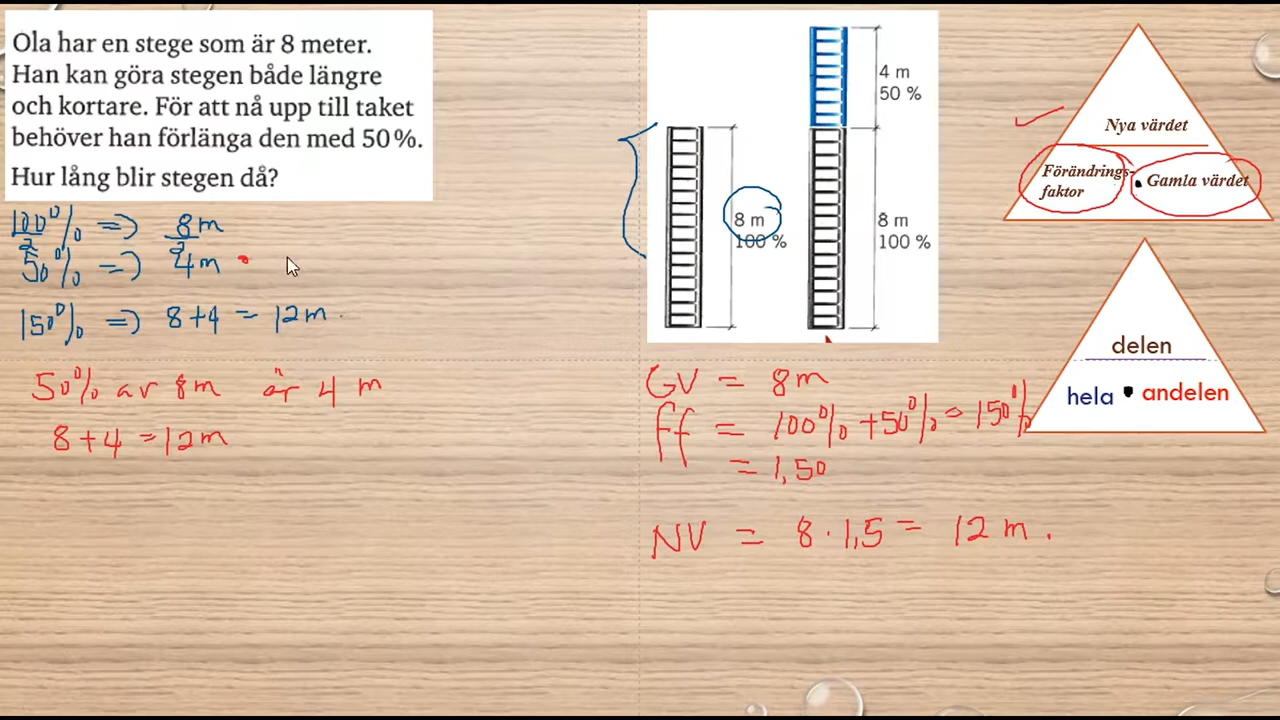 Ola har en stege som är 8 meter.
Han kan göra stegen både längre
och kortare. För att nå upp till taket
behöver han förlänga den med 50 %.
Hur lång blir stegen då?
100% => 8m
2 2
50% => 4m
150% => 8+4 = 12m.
50% av 8m är 4 m
8+4 = 12m
4 m
50 %
8 m
100 %
8 m
100 %
Nya värdet
Förändrings-
faktor
• Gamla värdet
delen
hela • andelen
GV = 8m
ff = 100% + 50% = 150%
= 1,50
NV = 8 · 1,5 = 12 m.